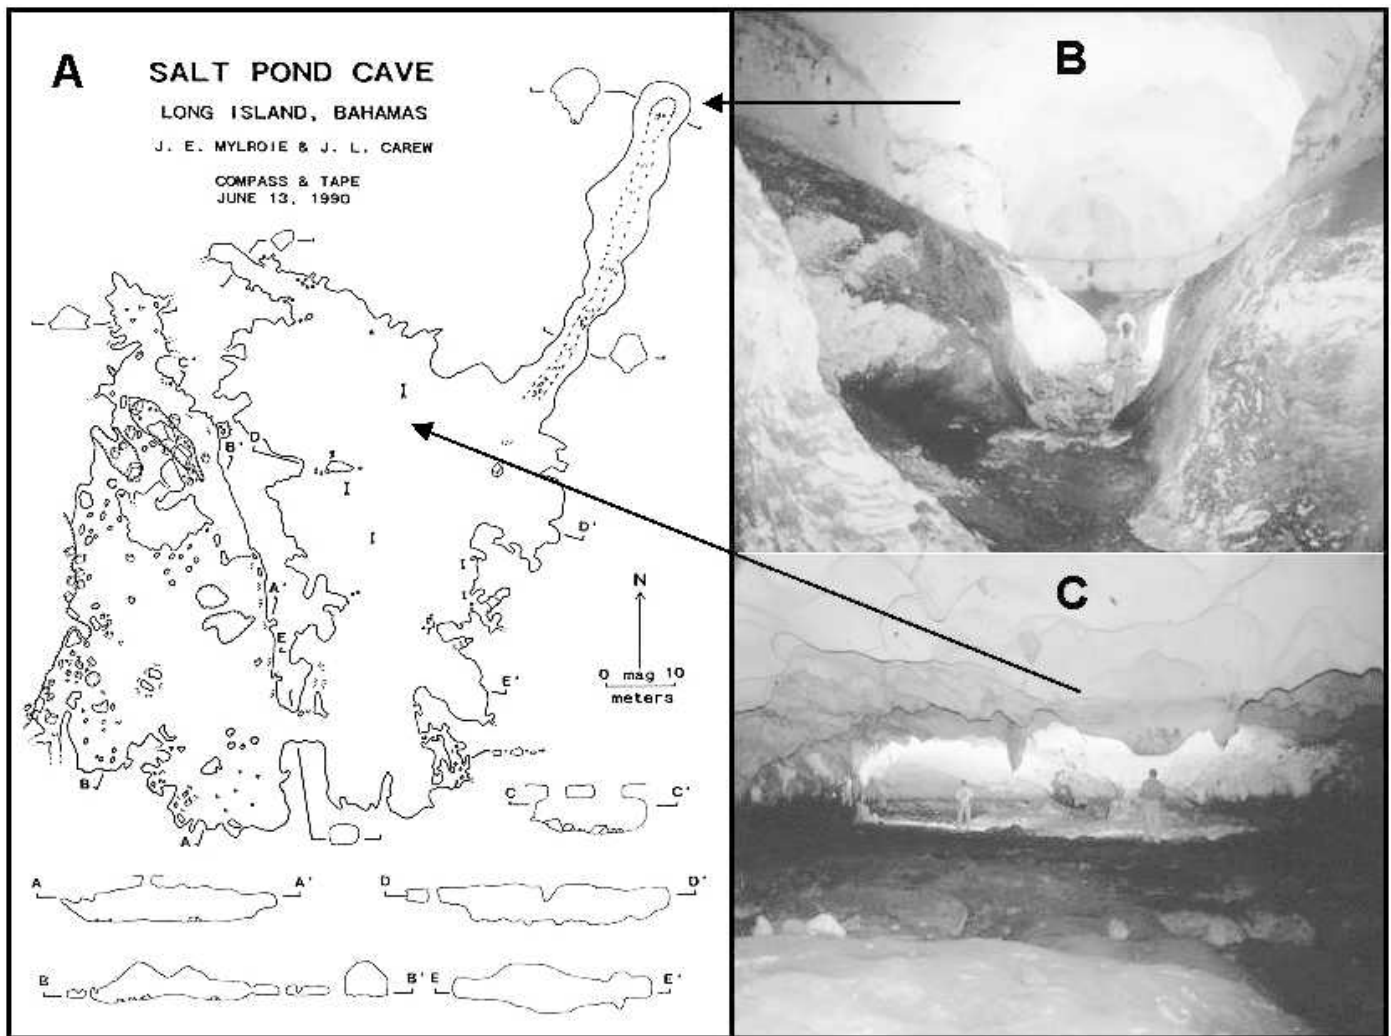 A
SALT POND CAVE
LONG ISLAND, BAHAMAS
J. E. MYLROIE & J. L. CAREW
COMPASS & TAPE
JUNE 13, 1990
B
C
C'
B'
D
D'
A'
E
E'
N
0 mag 10
meters
B
A
C
C'
A
A'
D
D'
B
B'
E
E'